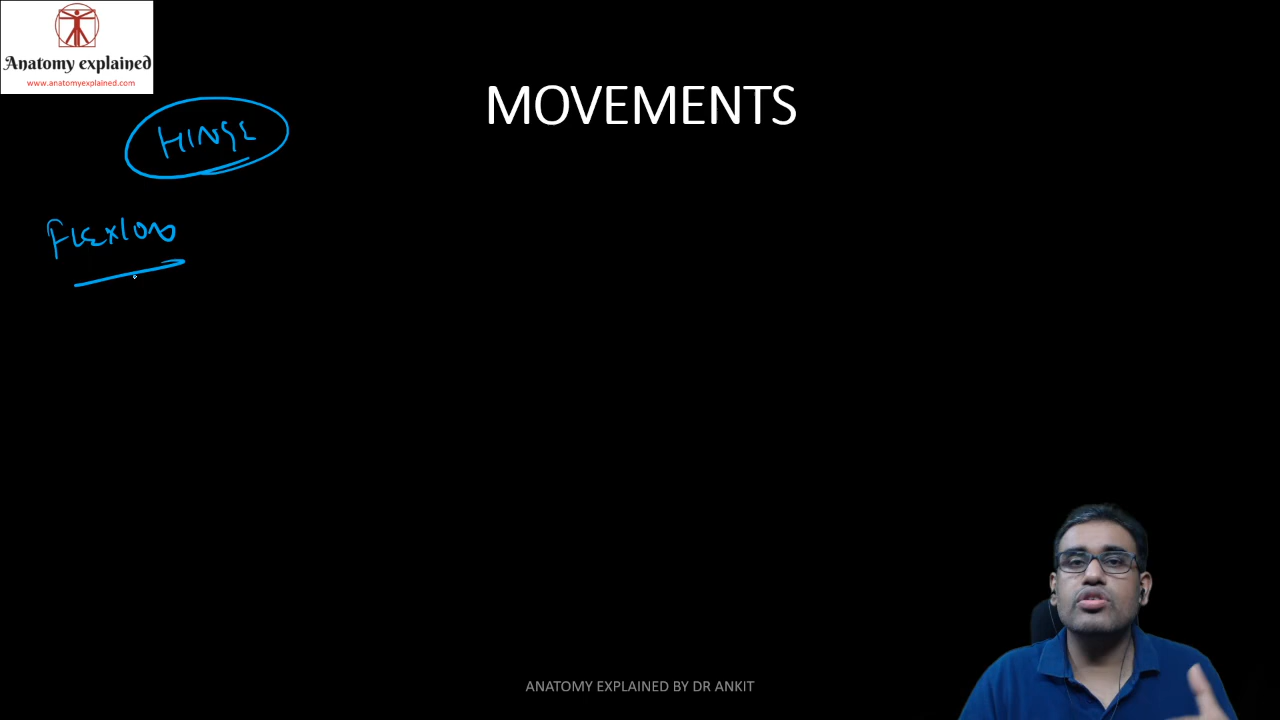 Anatomy explained
www.anatomyexplained.com
MOVEMENTS
HINGE
FLEXION
ANATOMY EXPLAINED BY DR ANKIT